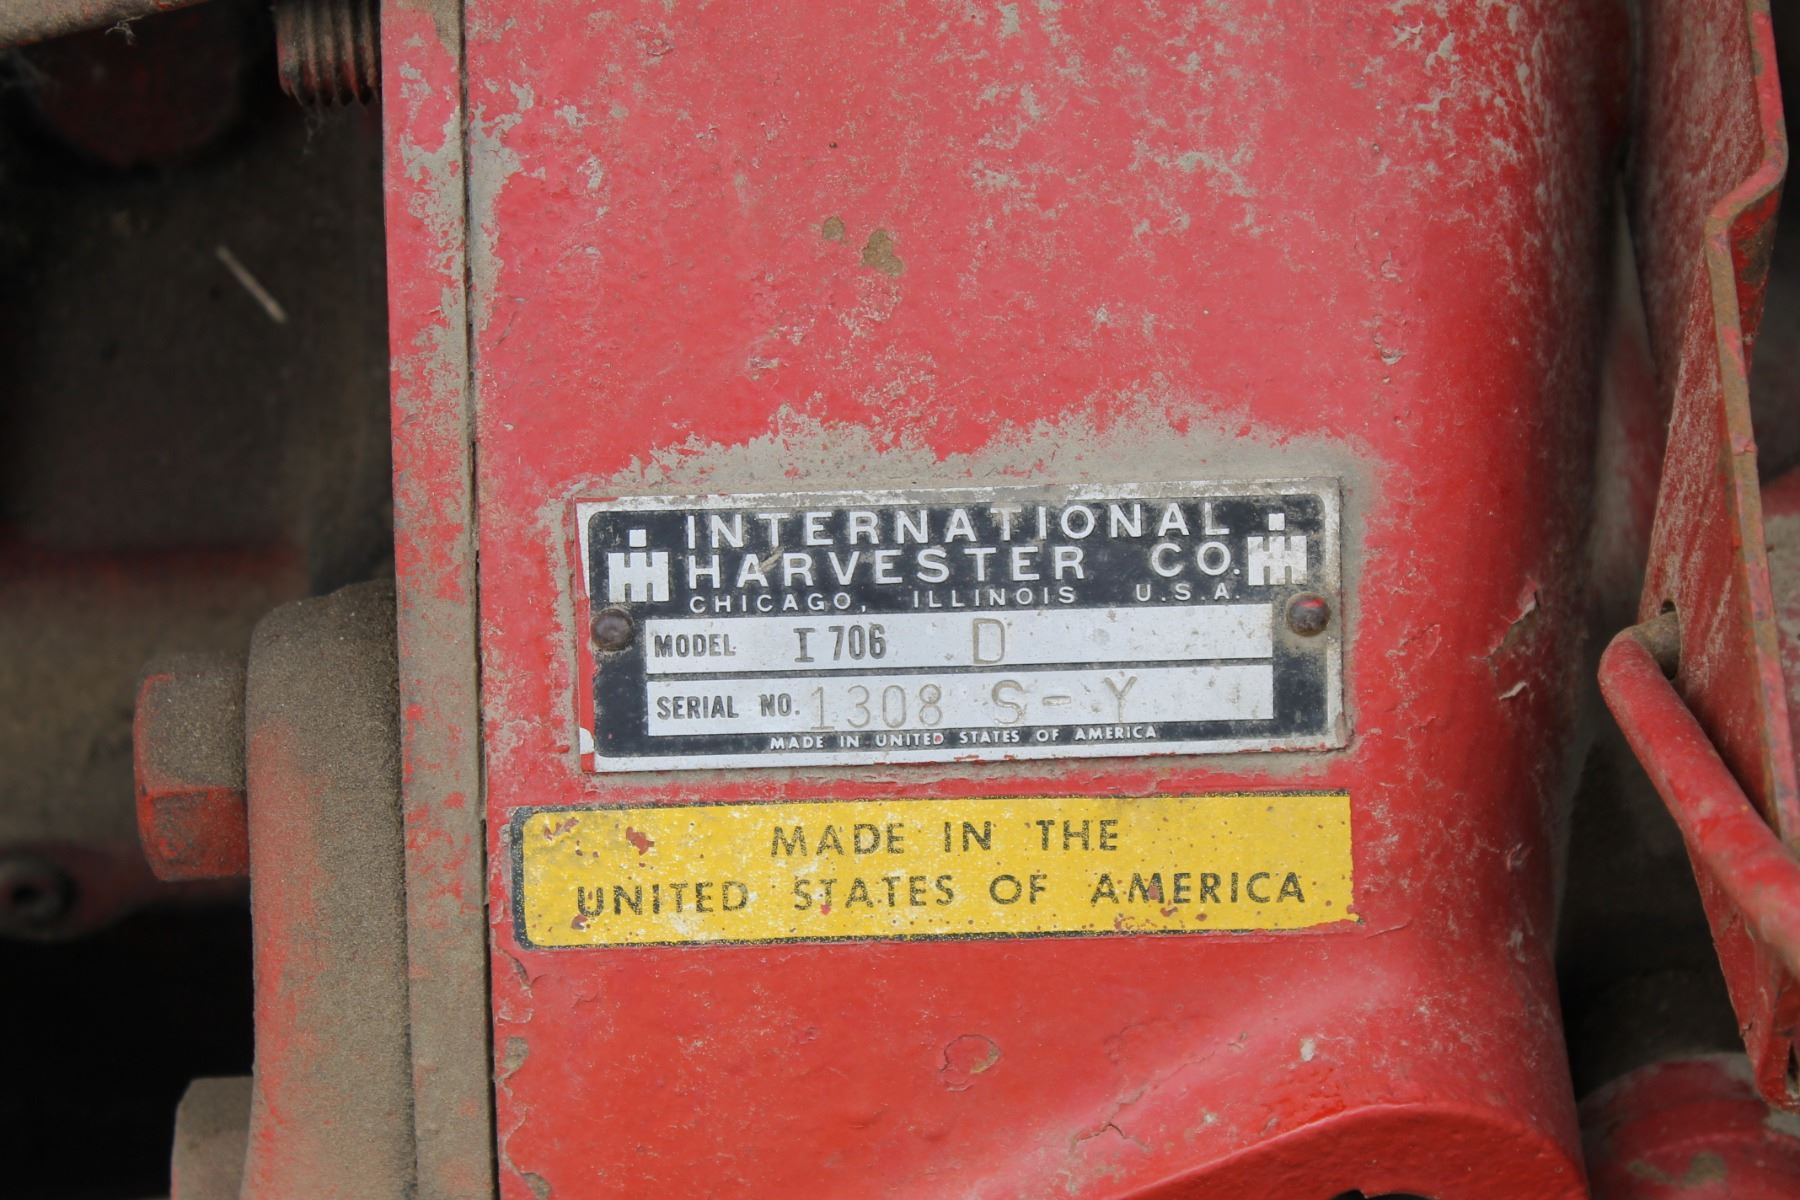 INTERNATIONAL
HARVESTER CO.
CHICAGO, ILLINOIS U.S.A.
MODEL I 706 D
SERIAL NO. 1308 S-Y
MADE IN UNITED STATES OF AMERICA
MADE IN THE
UNITED STATES OF AMERICA